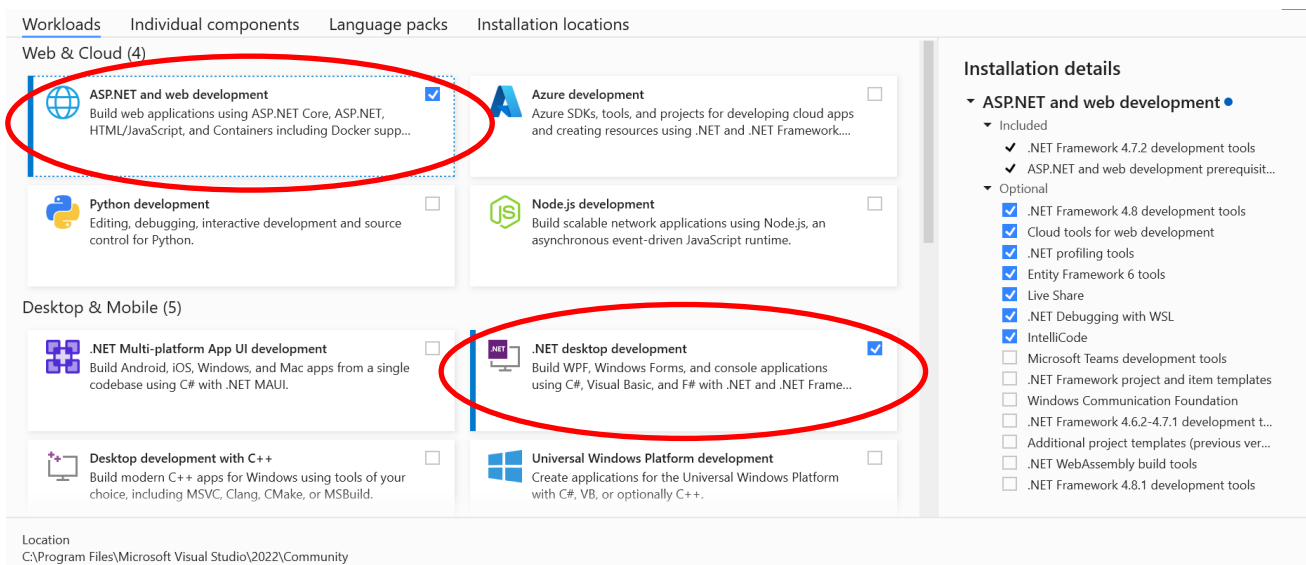 Workloads Individual components Language packs Installation locations
Web & Cloud (4)
ASP.NET and web development
Build web applications using ASP.NET Core, ASP.NET,
HTML/JavaScript, and Containers including Docker supp...
Azure development
Azure SDKs, tools, and projects for developing cloud apps
and creating resources using .NET and .NET Framework....
Python development
Editing, debugging, interactive development and source
control for Python.
JS
Node.js development
Build scalable network applications using Node.js, an
asynchronous event-driven JavaScript runtime.
Desktop & Mobile (5)
.NET Multi-platform App UI development
Build Android, iOS, Windows, and Mac apps from a single
codebase using C# with .NET MAUI.
.NET
.NET desktop development
Build WPF, Windows Forms, and console applications
using C#, Visual Basic, and F# with .NET and .NET Frame...
Desktop development with C++
Build modern C++ apps for Windows using tools of your
choice, including MSVC, Clang, CMake, or MSBuild.
Universal Windows Platform development
Create applications for the Universal Windows Platform
with C#, VB, or optionally C++.
Installation details
ASP.NET and web development
Included
.NET Framework 4.7.2 development tools
ASP.NET and web development prerequisit...
Optional
.NET Framework 4.8 development tools
Cloud tools for web development
.NET profiling tools
Entity Framework 6 tools
Live Share
.NET Debugging with WSL
IntelliCode
Microsoft Teams development tools
.NET Framework project and item templates
Windows Communication Foundation
.NET Framework 4.6.2-4.7.1 development t...
Additional project templates (previous ver...
.NET WebAssembly build tools
.NET Framework 4.8.1 development tools
Location
C:\Program Files\Microsoft Visual Studio\2022\Community